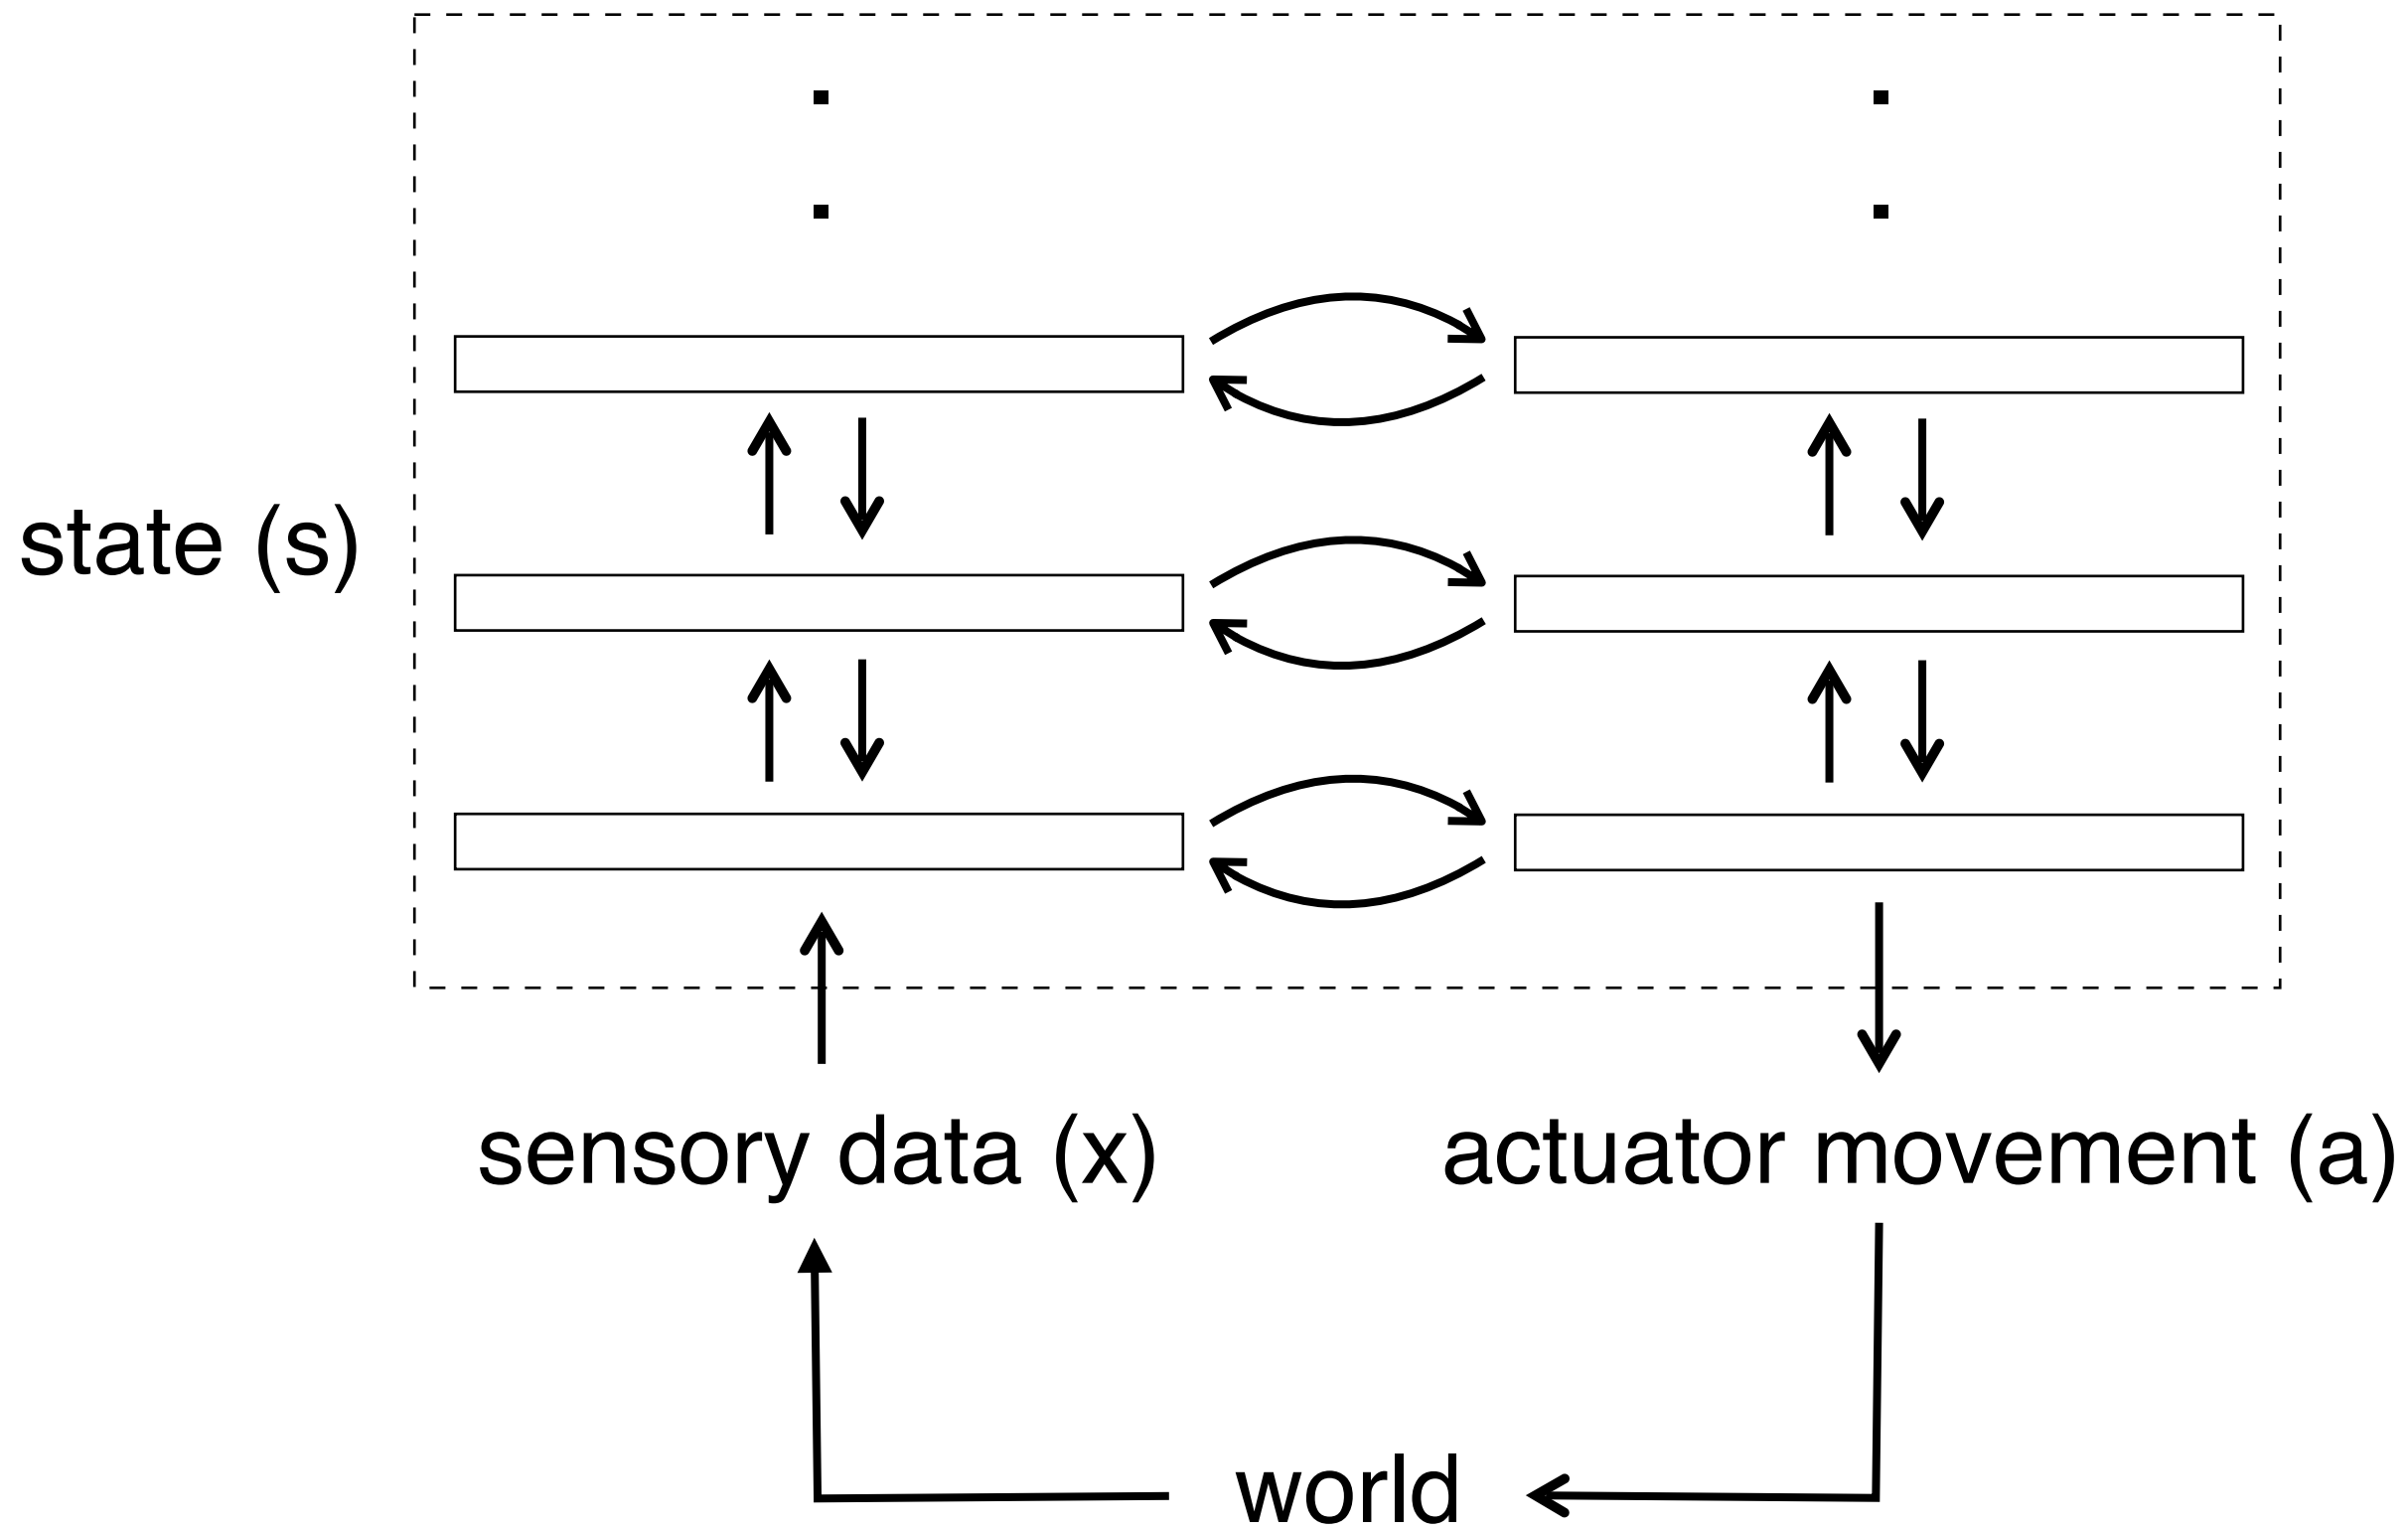 state (s)
sensory data (x)
actuator movement (a)
world